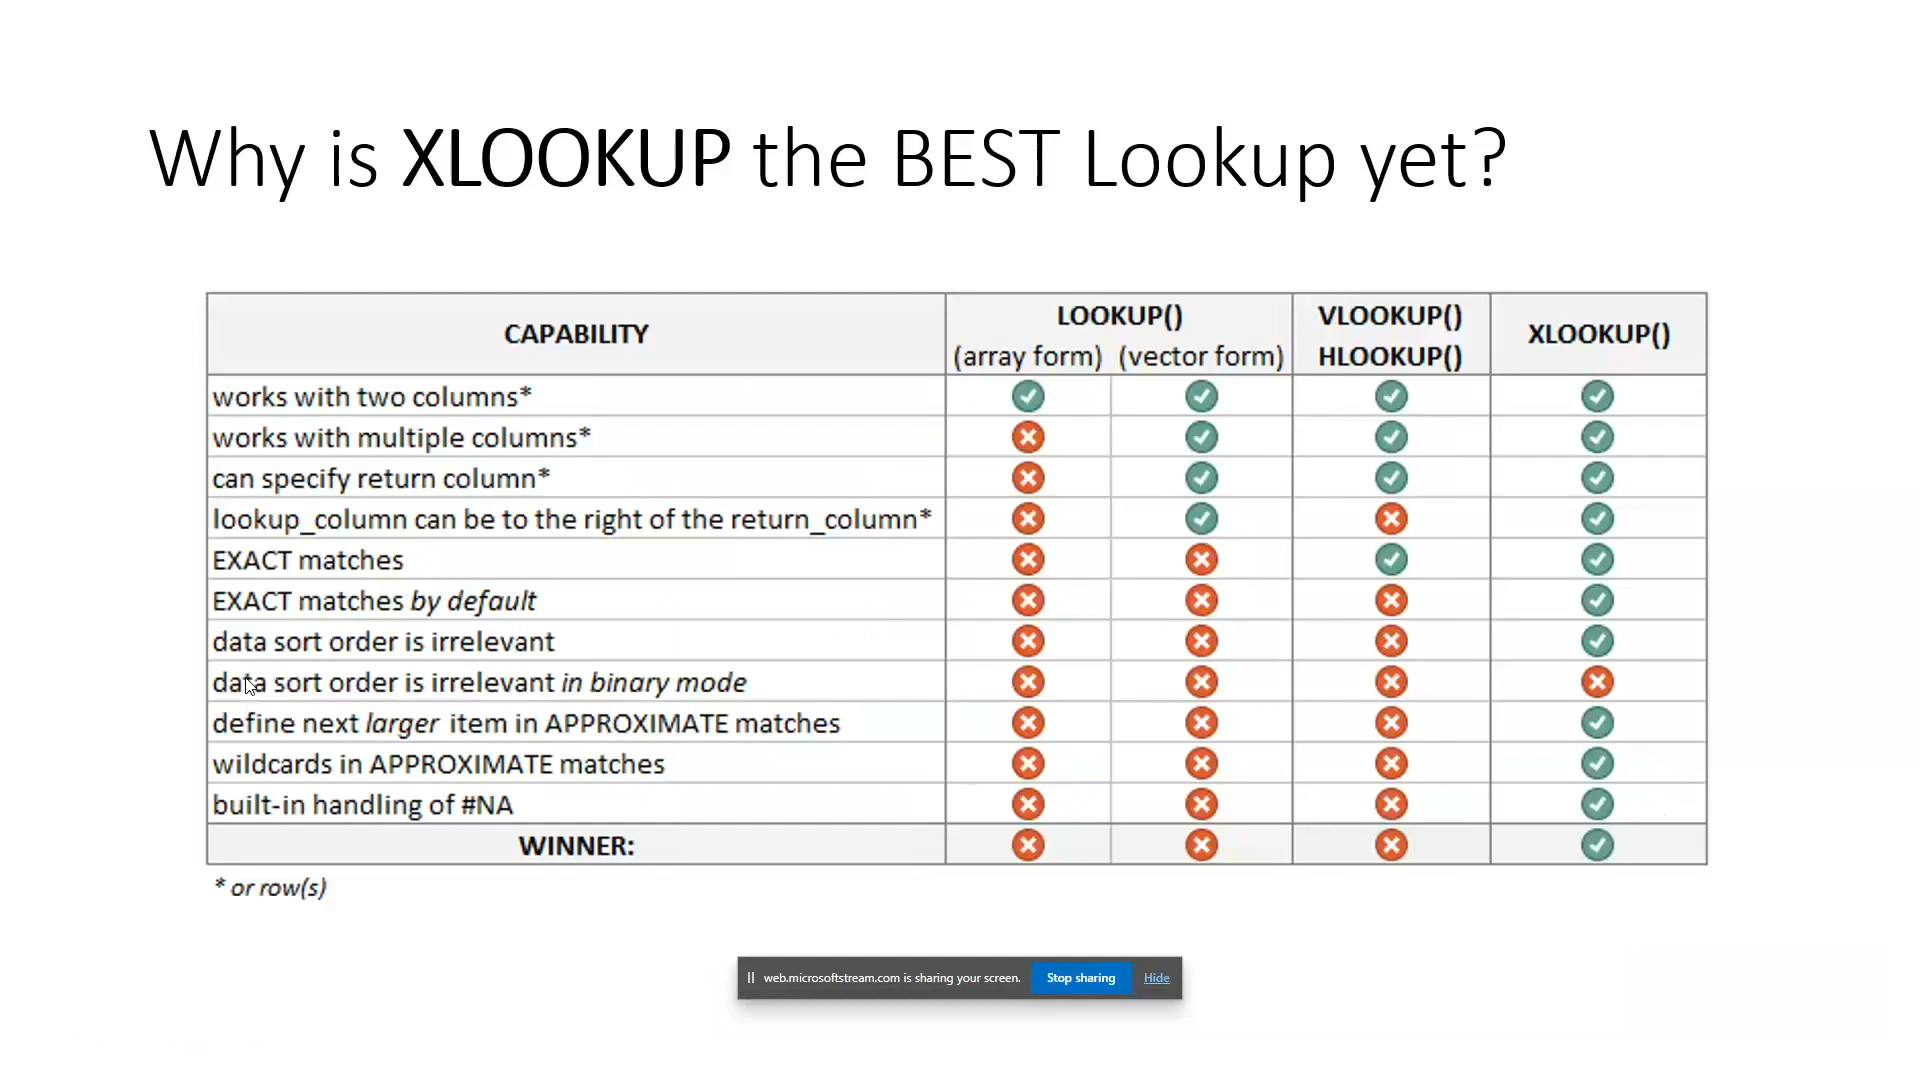 Why is XLOOKUP the BEST Lookup yet?
CAPABILITY
LOOKUP()
(array form) (vector form)
VLOOKUP()
HLOOKUP()
XLOOKUP()
works with two columns*
works with multiple columns*
can specify return column*
lookup_column can be to the right of the return_column*
EXACT matches
EXACT matches by default
data sort order is irrelevant
data sort order is irrelevant in binary mode
define next larger item in APPROXIMATE matches
wildcards in APPROXIMATE matches
built-in handling of #NA
WINNER:
* or row(s)
web.microsoftstream.com is sharing your screen. Stop sharing Hide